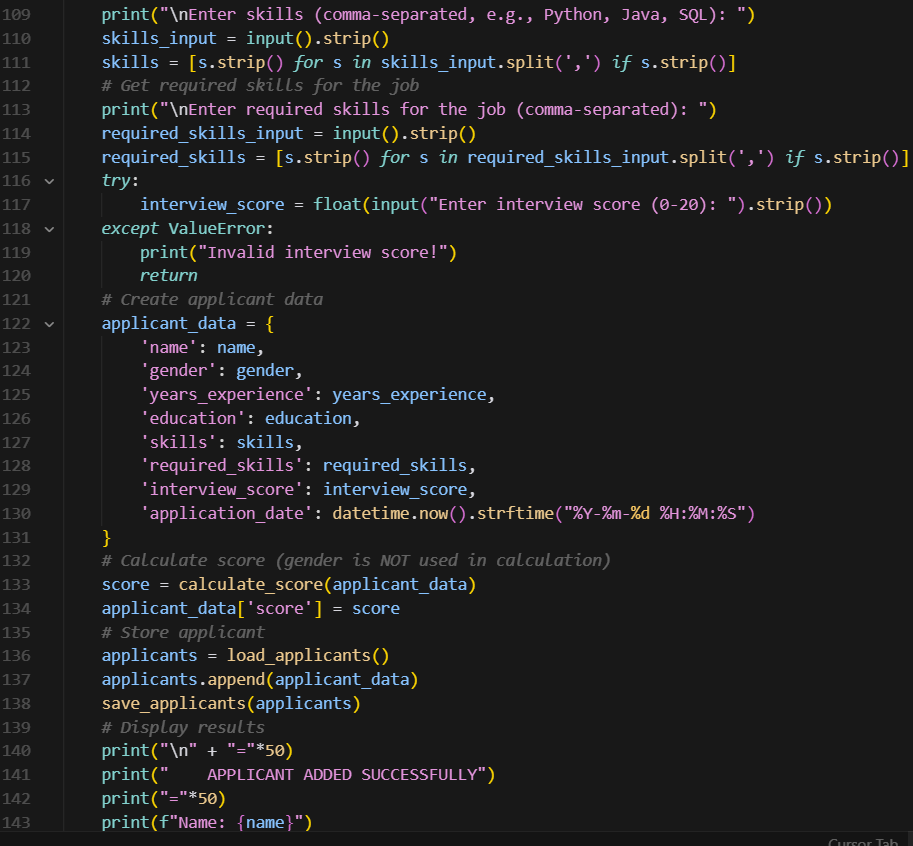 109 print("\nEnter skills (comma-separated, e.g., Python, Java, SQL): ")
110 skills_input = input().strip()
111 skills = [s.strip() for s in skills_input.split(',') if s.strip()]
112 # Get required skills for the job
113 print("\nEnter required skills for the job (comma-separated): ")
114 required_skills_input = input().strip()
115 required_skills = [s.strip() for s in required_skills_input.split(',') if s.strip()]
116 try:
117 interview_score = float(input("Enter interview score (0-20): ").strip())
118 except ValueError:
119 print("Invalid interview score!")
120 return
121 # Create applicant data
122 applicant_data = {
123 'name': name,
124 'gender': gender,
125 'years_experience': years_experience,
126 'education': education,
127 'skills': skills,
128 'required_skills': required_skills,
129 'interview_score': interview_score,
130 'application_date': datetime.now().strftime("%Y-%m-%d %H:%M:%S")
131 }
132 # Calculate score (gender is NOT used in calculation)
133 score = calculate_score(applicant_data)
134 applicant_data['score'] = score
135 # Store applicant
136 applicants = load_applicants()
137 applicants.append(applicant_data)
138 save_applicants(applicants)
139 # Display results
140 print("\n" + "="*50)
141 print("    APPLICANT ADDED SUCCESSFULLY")
142 print("="*50)
143 print(f"Name: {name}")
Cursor Tab